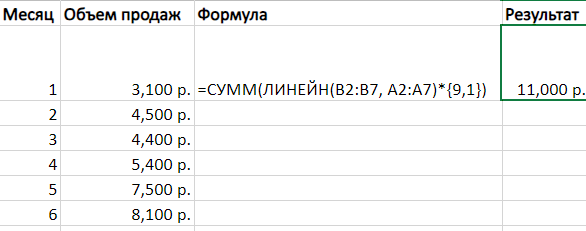 Месяц Объем продаж Формула Результат
1 3,100 р. =СУММ(ЛИНЕЙН(B2:B7, A2:A7)*{9,1}) 11,000 р.
2 4,500 р.
3 4,400 р.
4 5,400 р.
5 7,500 р.
6 8,100 р.